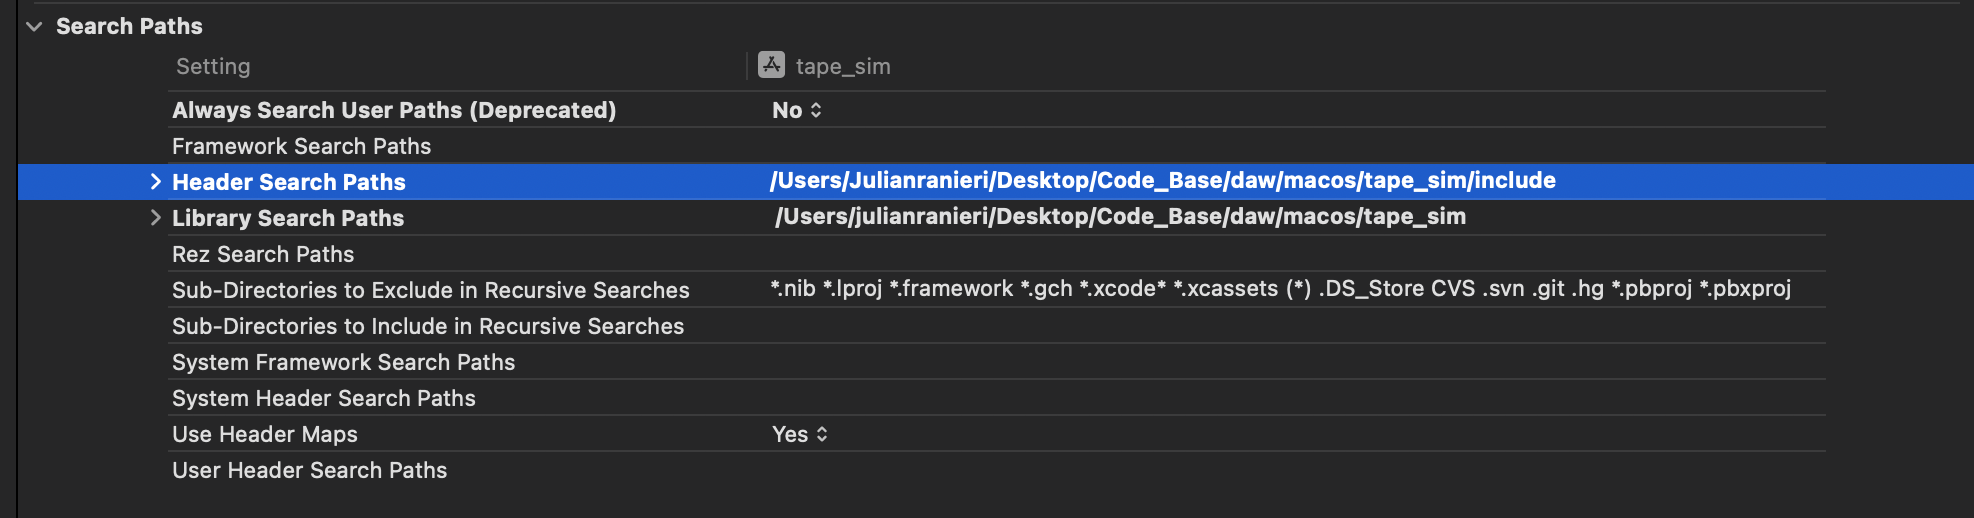 Search Paths
Setting tape_sim
Always Search User Paths (Deprecated) No
Framework Search Paths
Header Search Paths /Users/Julianranieri/Desktop/Code_Base/daw/macos/tape_sim/include
Library Search Paths /Users/julianranieri/Desktop/Code_Base/daw/macos/tape_sim
Rez Search Paths
Sub-Directories to Exclude in Recursive Searches *.nib *.lproj *.framework *.gch *.xcode* *.xcassets (*) .DS_Store CVS .svn .git .hg *.pbproj *.pbxproj
Sub-Directories to Include in Recursive Searches
System Framework Search Paths
System Header Search Paths
Use Header Maps Yes
User Header Search Paths